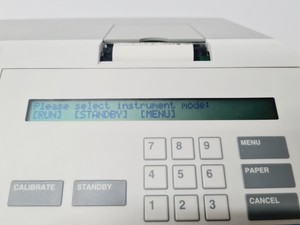 Please select instrument mode:
[RUN] [STANDBY] [MENU]
7 8 9 MENU
4 5 6 PAPER
CALIBRATE STANDBY
1 2 3 CANCEL